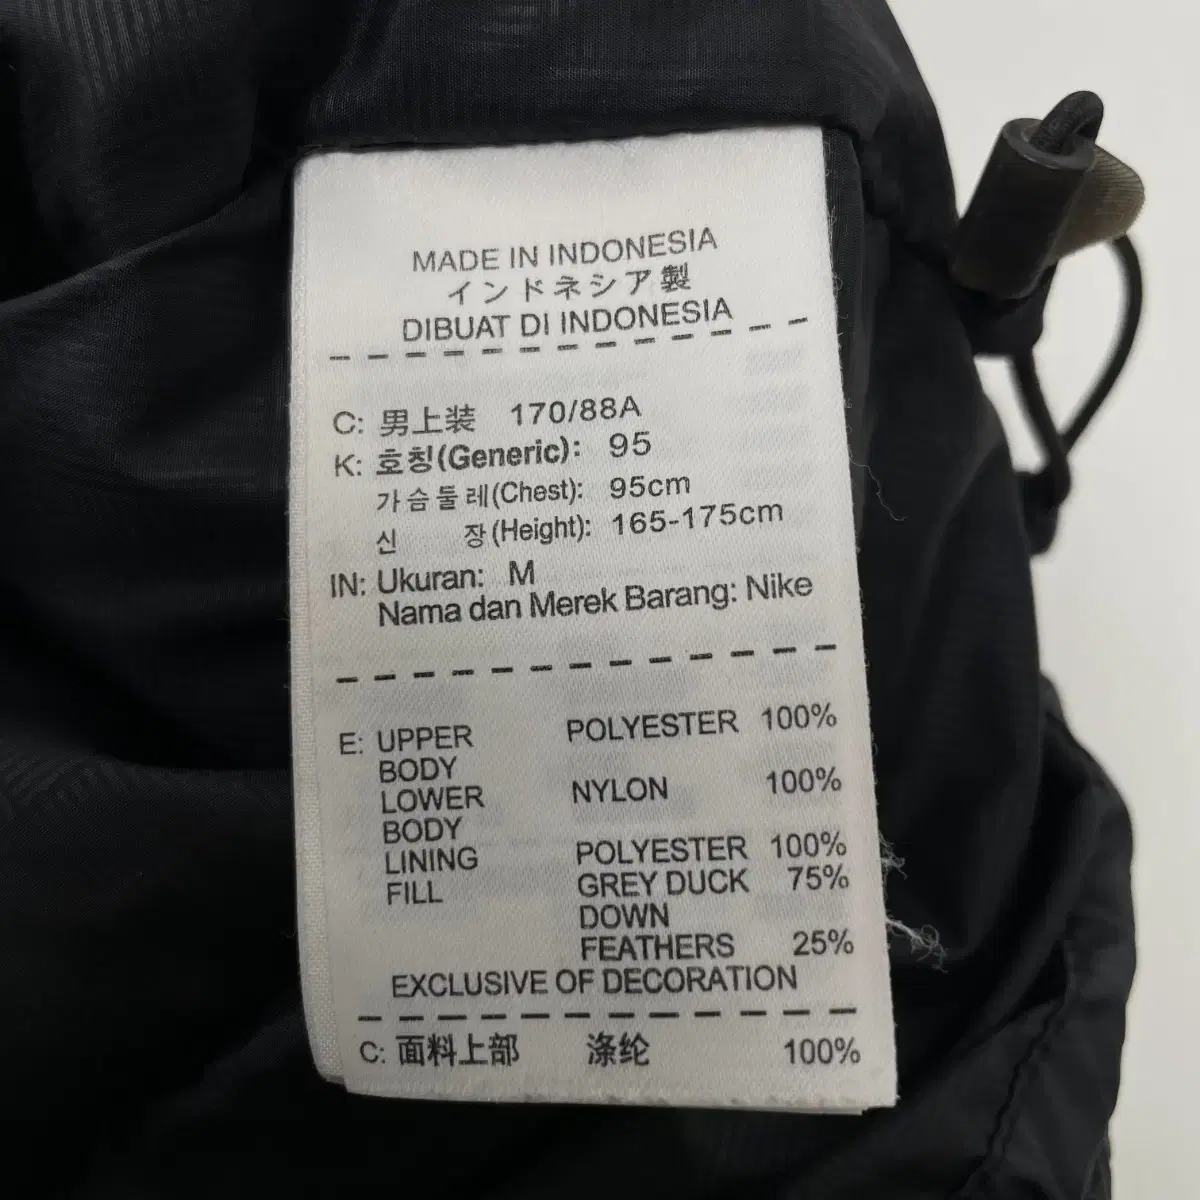 MADE IN INDONESIA
インドネシア製
DIBUAT DI INDONESIA
C: 男上装 170/88A
K: 호칭(Generic): 95
가슴둘레(Chest): 95cm
신 장(Height): 165-175cm
IN: Ukuran: M
Nama dan Merek Barang: Nike
E: UPPER POLYESTER 100%
BODY
LOWER NYLON 100%
BODY
LINING POLYESTER 100%
FILL GREY DUCK 75%
DOWN
FEATHERS 25%
EXCLUSIVE OF DECORATION
C: 面料上部 涤纶 100%